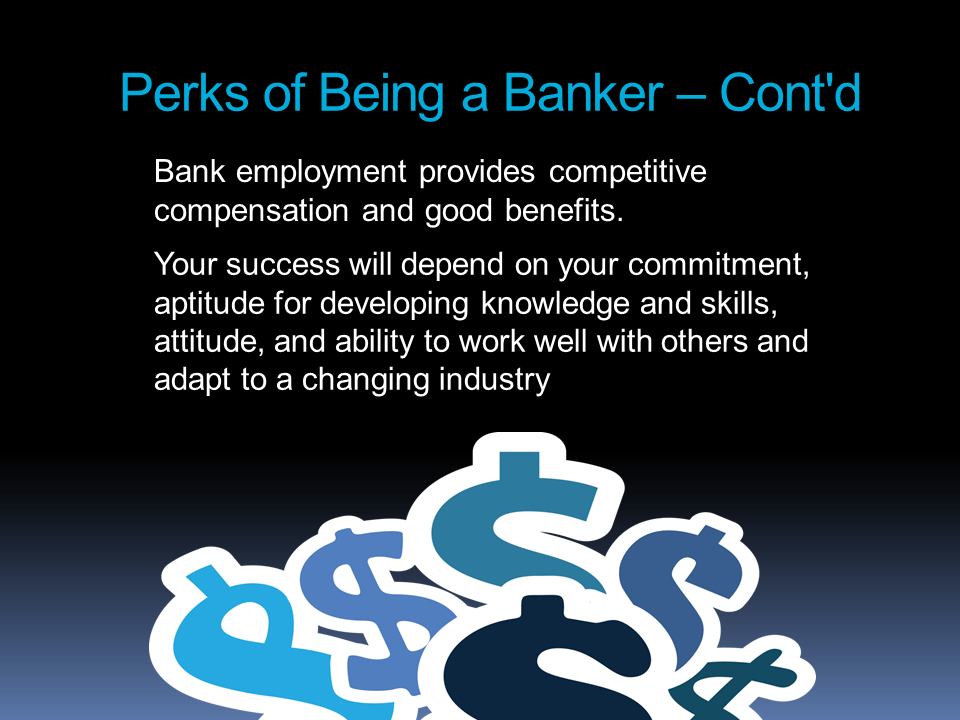 Perks of Being a Banker – Cont'd
Bank employment provides competitive
compensation and good benefits.
Your success will depend on your commitment,
aptitude for developing knowledge and skills,
attitude, and ability to work well with others and
adapt to a changing industry